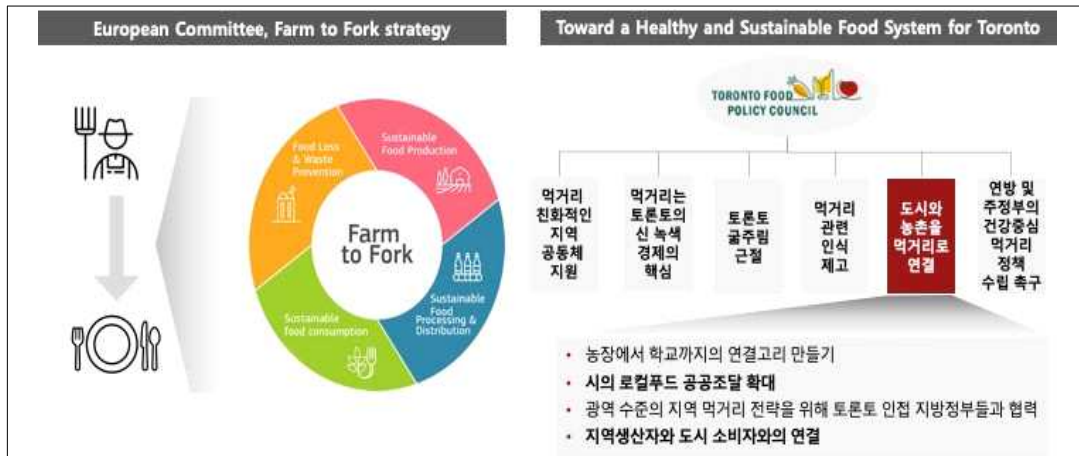 European Committee, Farm to Fork strategy
Food Loss
& Waste
Prevention
Sustainable
Food Production
Farm
to Fork
Sustainable
food consumption
Sustainable
Food
Processing &
Distribution
Toward a Healthy and Sustainable Food System for Toronto
TORONTO FOOD
POLICY COUNCIL
먹거리
친화적인
지역
공동체
지원
먹거리는
토론토의
신 녹색
경제의
핵심
토론토
굶주림
근절
먹거리
관련
인식
제고
도시와
농촌을
먹거리로
연결
연방 및
주정부의
건강중심
먹거리
정책
수립 촉구
• 농장에서 학교까지의 연결고리 만들기
• 시의 로컬푸드 공공조달 확대
• 광역 수준의 지역 먹거리 전략을 위해 토론토 인접 지방정부들과 협력
• 지역생산자와 도시 소비자와의 연결